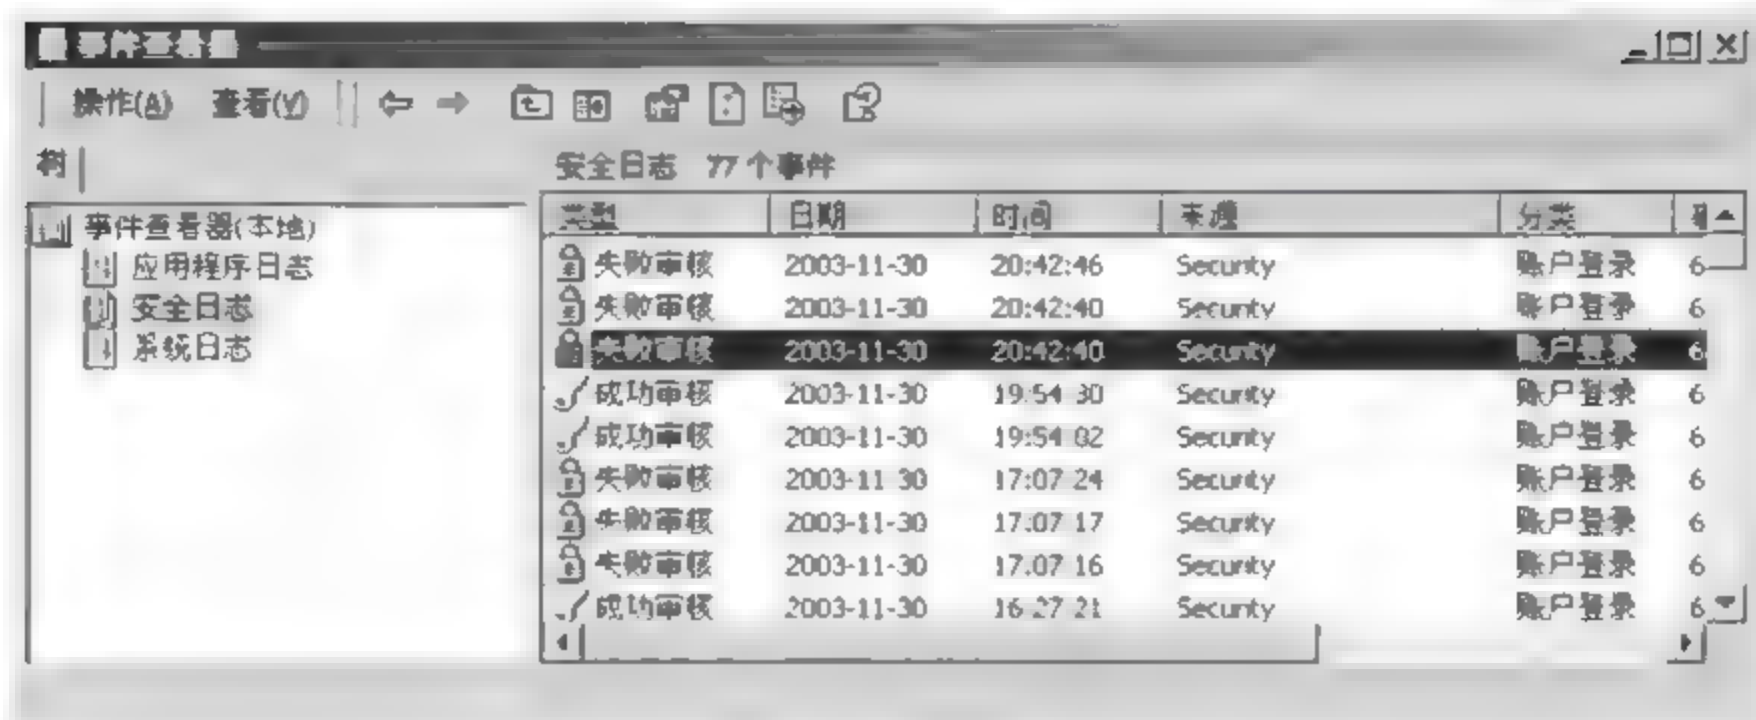 事件查看器
操作(A) 查看(V)
树
安全日志 77 个事件
事件查看器(本地)
应用程序日志
安全日志
系统日志
类型 日期 时间 来源 分类
失败审核 2003-11-30 20:42:46 Security 账户登录 6
失败审核 2003-11-30 20:42:40 Security 账户登录 6
失败审核 2003-11-30 20:42:40 Security 账户登录 6
成功审核 2003-11-30 19:54:30 Security 账户登录 6
成功审核 2003-11-30 19:54:02 Security 账户登录 6
失败审核 2003-11-30 17:07:24 Security 账户登录 6
失败审核 2003-11-30 17:07:17 Security 账户登录 6
失败审核 2003-11-30 17:07:16 Security 账户登录 6
成功审核 2003-11-30 16:27:21 Security 账户登录 6